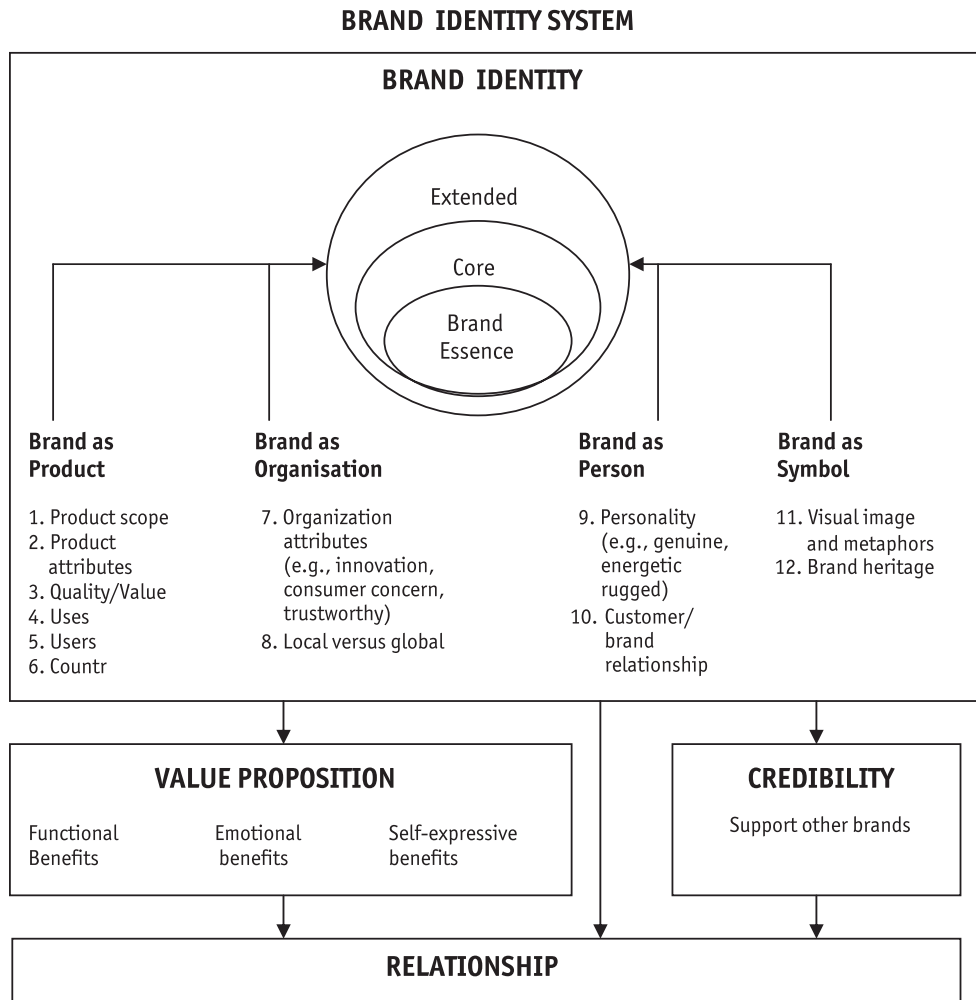 BRAND IDENTITY SYSTEM
BRAND IDENTITY
Extended
Core
Brand
Essence
Brand as
Product
1. Product scope
2. Product
attributes
3. Quality/Value
4. Uses
5. Users
6. Countr
Brand as
Organisation
7. Organization
attributes
(e.g., innovation,
consumer concern,
trustworthy)
8. Local versus global
Brand as
Person
9. Personality
(e.g., genuine,
energetic
rugged)
10. Customer/
brand
relationship
Brand as
Symbol
11. Visual image
and metaphors
12. Brand heritage
VALUE PROPOSITION
Functional
Benefits
Emotional
benefits
Self-expressive
benefits
CREDIBILITY
Support other brands
RELATIONSHIP